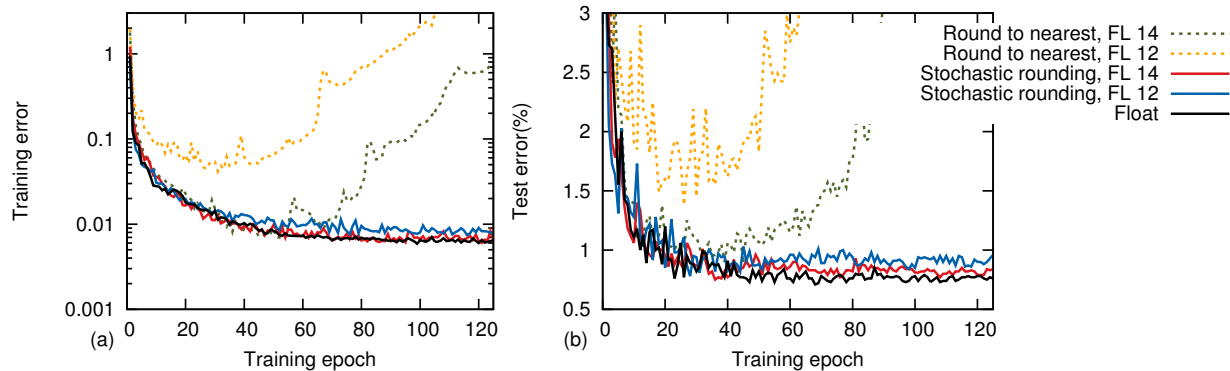 1
0.1
0.01
0.001
Training error
0 20 40 60 80 100 120
(a)
Training epoch
3
2.5
2
1.5
1
0.5
Test error(%)
0 20 40 60 80 100 120
(b)
Training epoch
Round to nearest, FL 14
Round to nearest, FL 12
Stochastic rounding, FL 14
Stochastic rounding, FL 12
Float